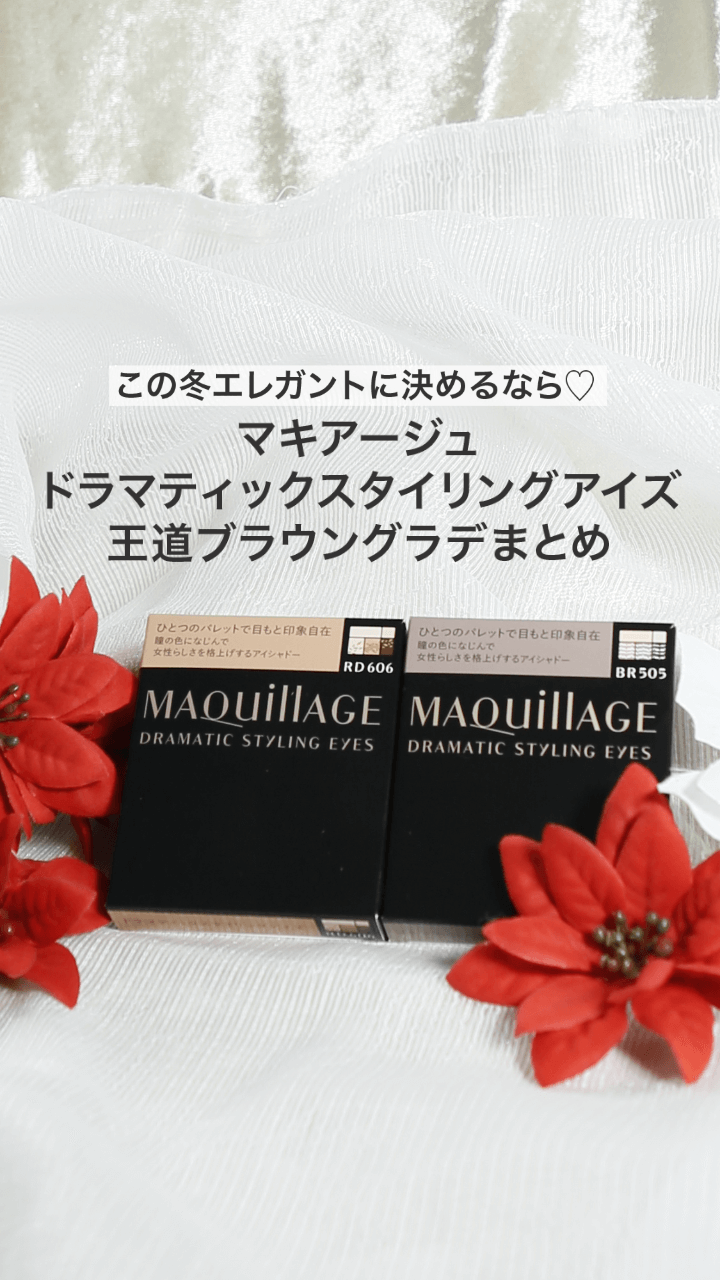 この冬エレガントに決めるなら♡
マキアージュ
ドラマティックスタイリングアイズ
王道ブラウングラデまとめ
ひとつのパレットで目もと印象自在
瞳の色になじんで
女性らしさを格上げするアイシャドー
RD606
MAQuillAGE
DRAMATIC STYLING EYES
ひとつのパレットで目もと印象自在
瞳の色になじんで
女性らしさを格上げするアイシャドー
BR505
MAQuillAGE
DRAMATIC STYLING EYES